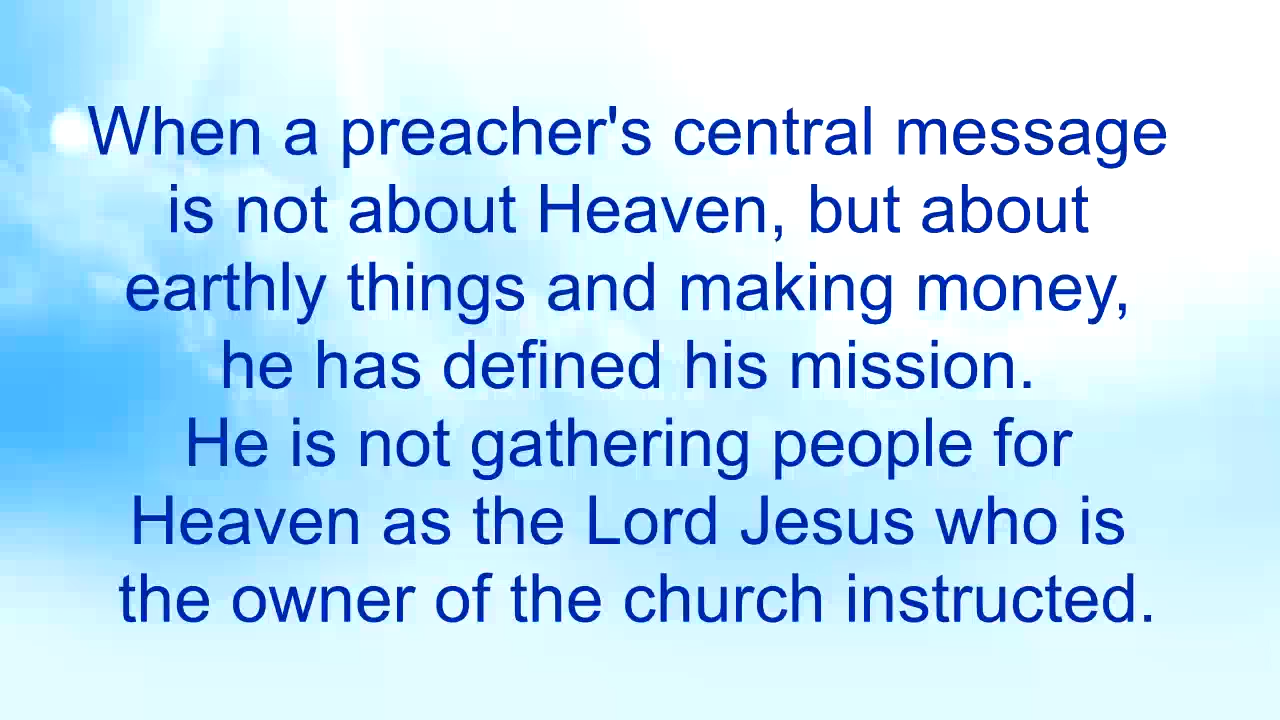 When a preacher's central message
is not about Heaven, but about
earthly things and making money,
he has defined his mission.
He is not gathering people for
Heaven as the Lord Jesus who is
the owner of the church instructed.